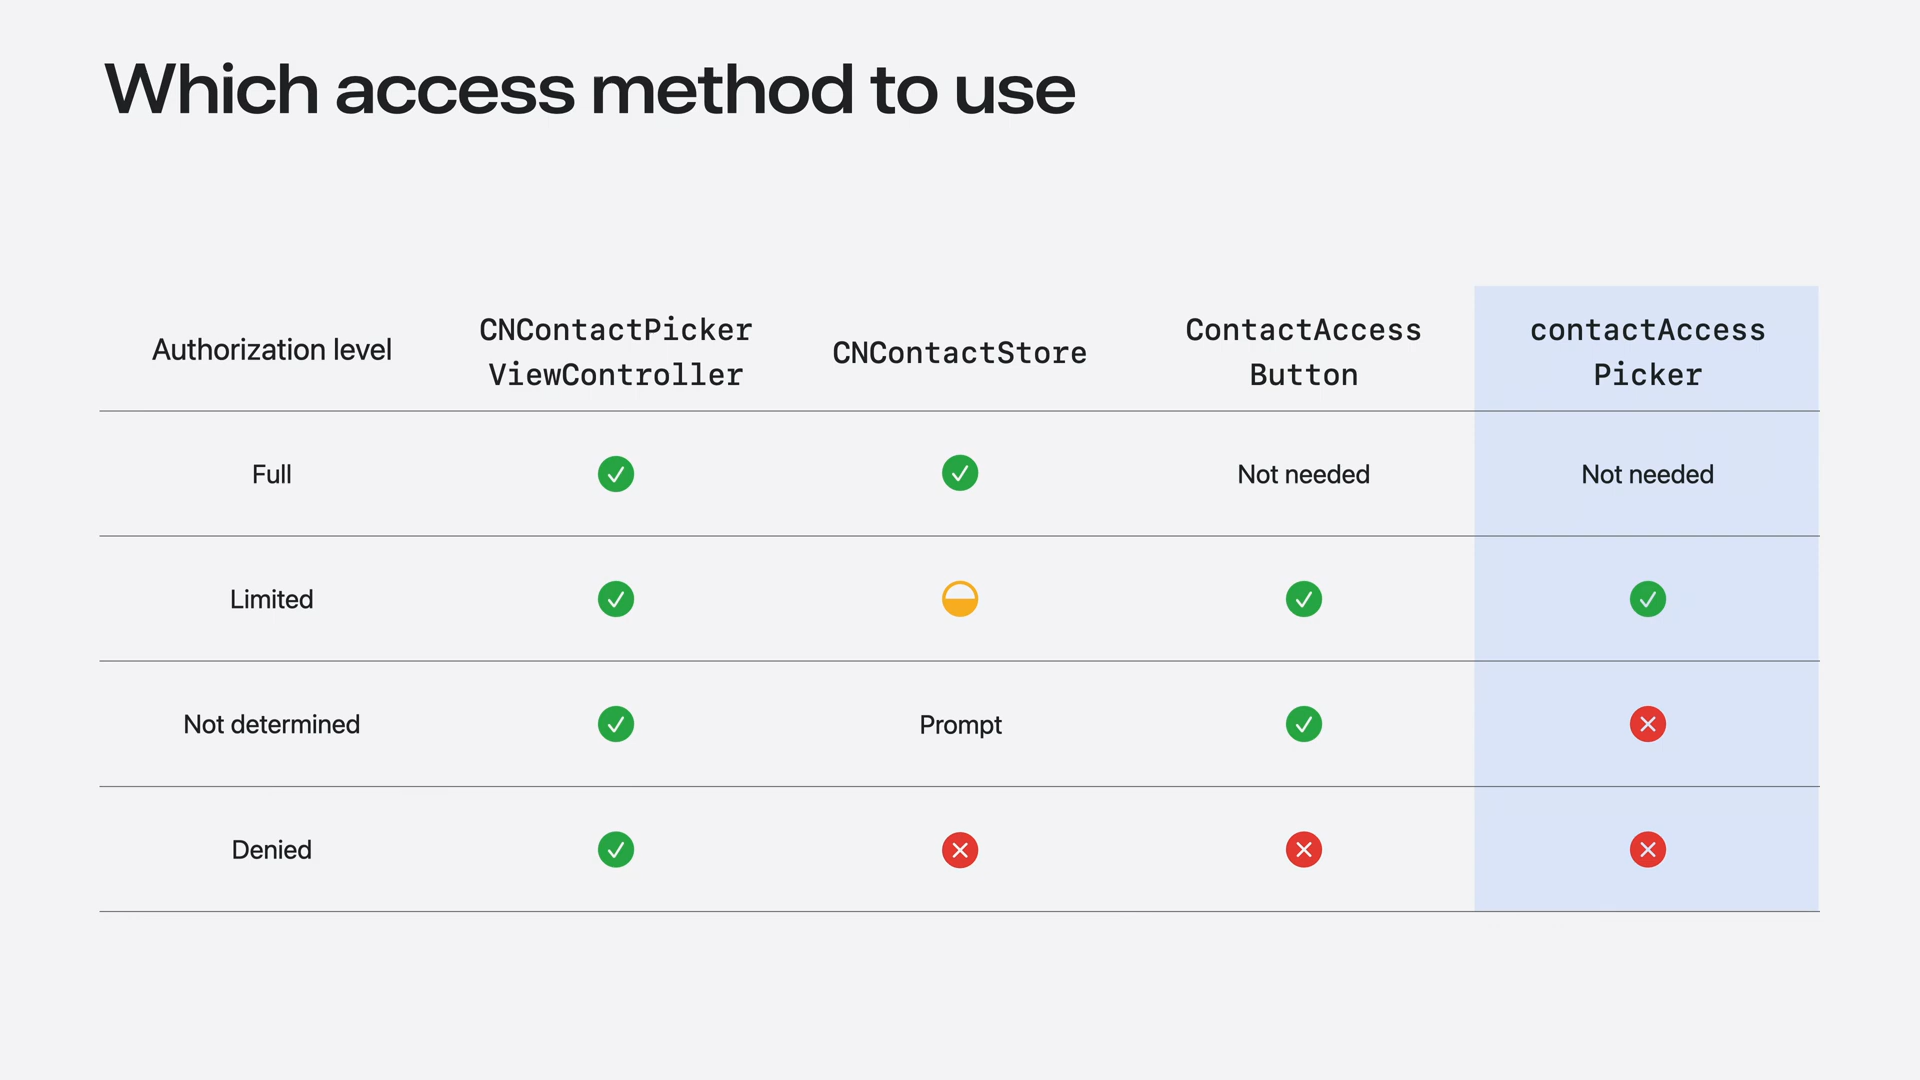 Which access method to use
Authorization level
CNContactPicker
ViewController
CNContactStore
ContactAccess
Button
contactAccess
Picker
Full
Not needed
Not needed
Limited
Not determined
Prompt
Denied